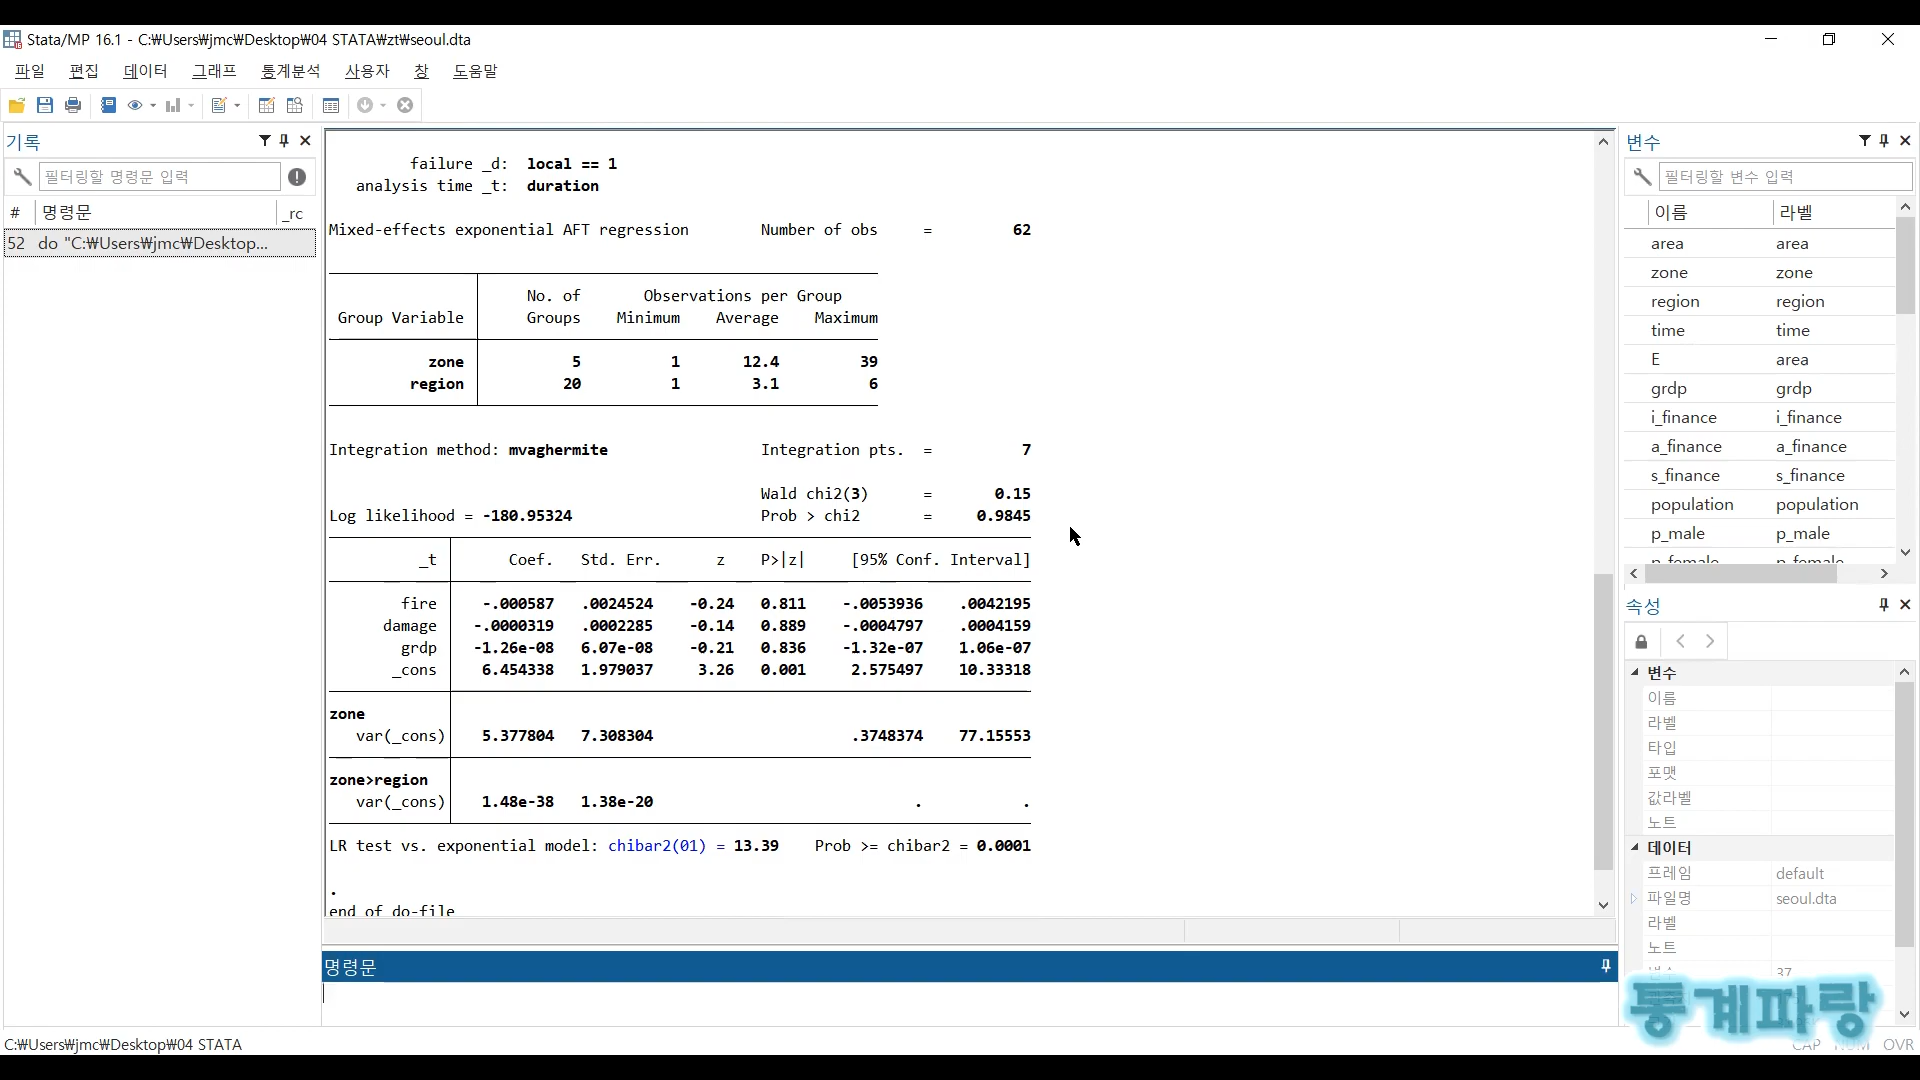 Stata/MP 16.1 - C:₩Users₩jmc₩Desktop₩04 STATA₩zt₩seoul.dta
파일 편집 데이터 그래프 통계분석 사용자 창 도움말
기록
필터링할 명령문 입력
# 명령문 _rc
52 do "C:₩Users₩jmc₩Desktop...
failure _d: local == 1
analysis time _t: duration
Mixed-effects exponential AFT regression Number of obs = 62
No. of Observations per Group
Group Variable Groups Minimum Average Maximum
zone 5 1 12.4 39
region 20 1 3.1 6
Integration method: mvaghermite Integration pts. = 7
Wald chi2(3) = 0.15
Log likelihood = -180.95324 Prob > chi2 = 0.9845
_t Coef. Std. Err. z P>|z| [95% Conf. Interval]
fire -.000587 .0024524 -0.24 0.811 -.0053936 .0042195
damage -.0000319 .0002285 -0.14 0.889 -.0004797 .0004159
grdp -1.26e-08 6.07e-08 -0.21 0.836 -1.32e-07 1.06e-07
_cons 6.454338 1.979037 3.26 0.001 2.575497 10.33318
zone
var(_cons) 5.377804 7.308304 .3748374 77.15553
zone>region
var(_cons) 1.48e-38 1.38e-20 . .
LR test vs. exponential model: chibar2(01) = 13.39 Prob >= chibar2 = 0.0001
.
end of do-file
명령문
변수
필터링할 변수 입력
이름 라벨
area area
zone zone
region region
time time
E area
grdp grdp
i_finance i_finance
a_finance a_finance
s_finance s_finance
population population
p_male p_male
p_female p_female
속성
변수
이름
라벨
타입
포맷
값라벨
노트
데이터
프레임 default
파일명 seoul.dta
라벨
노트
변수 37
통계파랑
C:₩Users₩jmc₩Desktop₩04 STATA
CAP NUM OVR